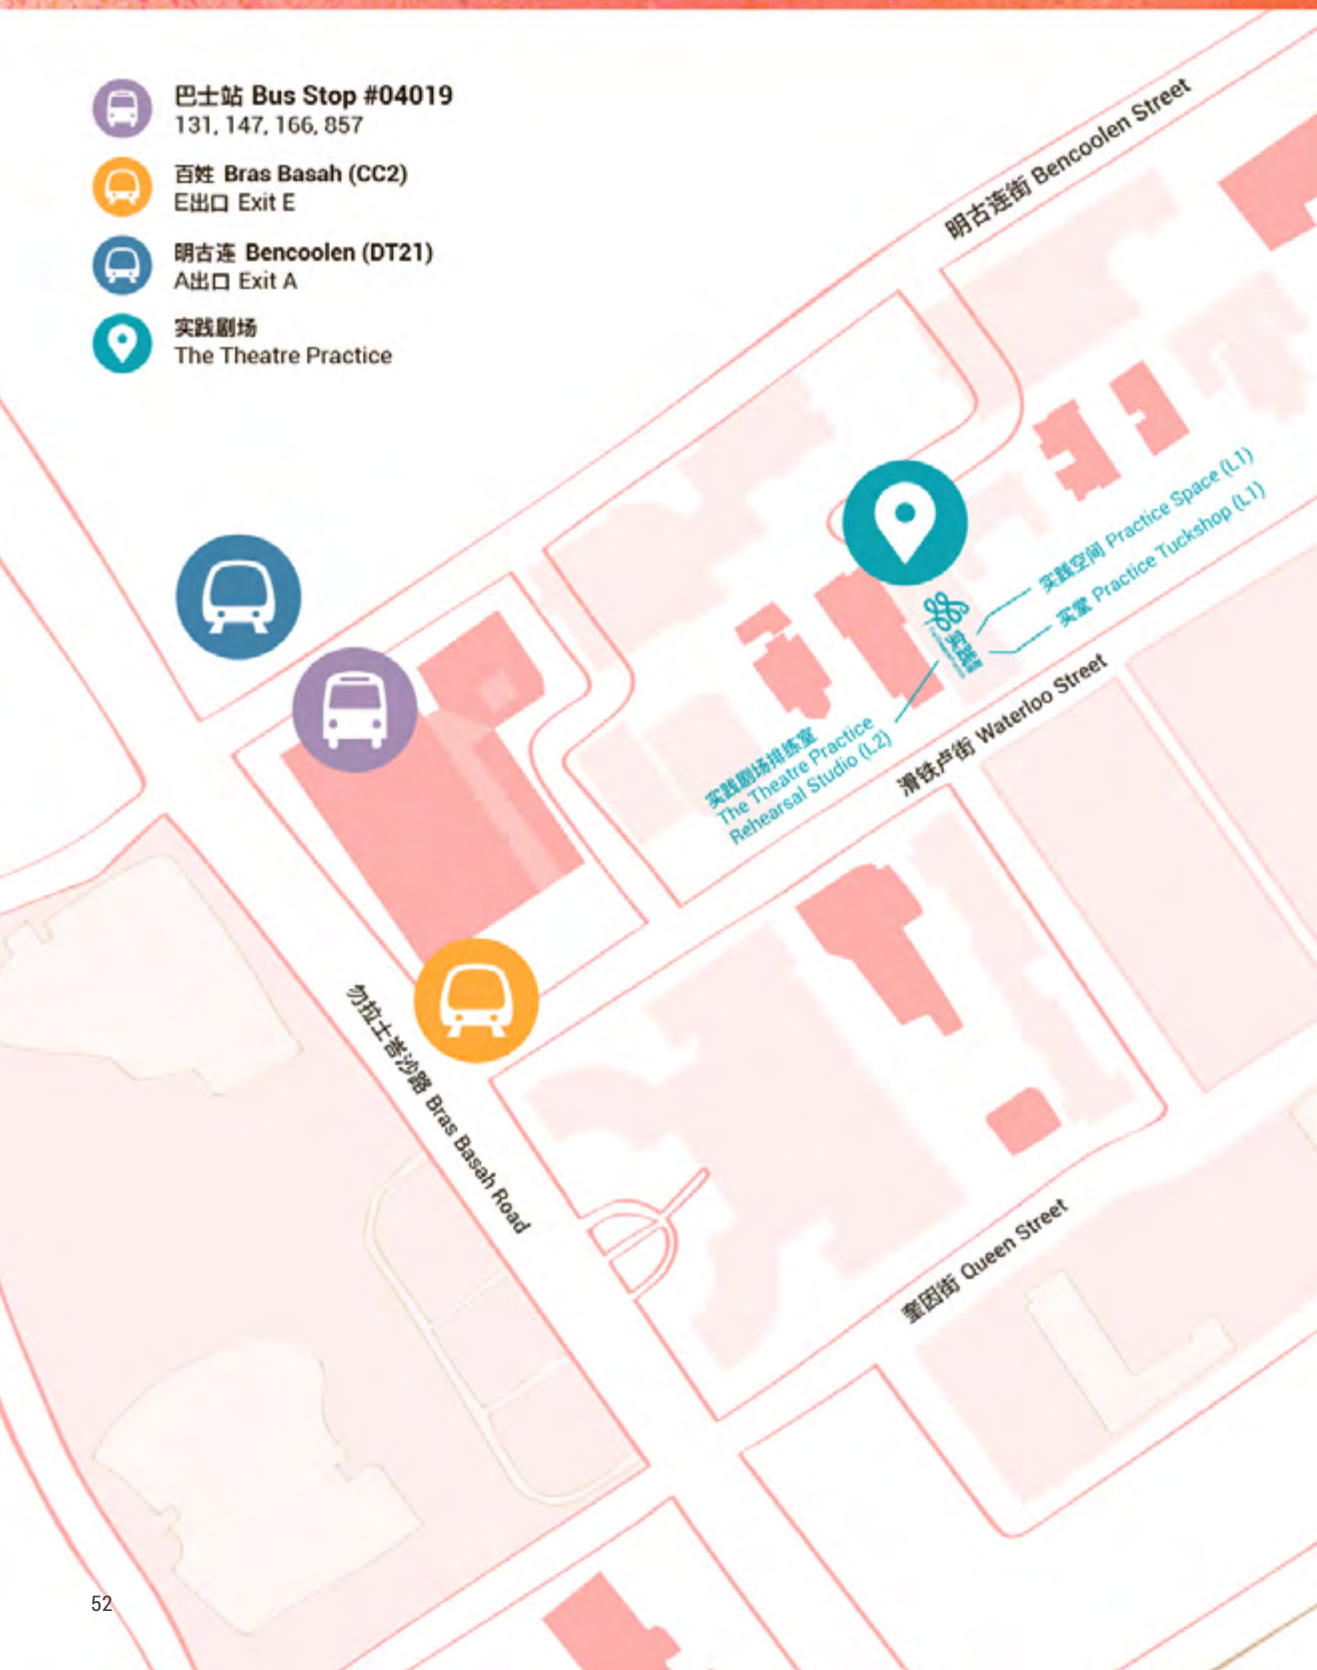 巴士站 Bus Stop #04019
131, 147, 166, 857
百姓 Bras Basah (CC2)
E出口 Exit E
明古连 Bencoolen (DT21)
A出口 Exit A
实践剧场
The Theatre Practice
明古连街 Bencoolen Street
实践空间 Practice Space (L1)
实堂 Practice Tuckshop (L1)
实践
滑铁卢街 Waterloo Street
实践剧场排练室
The Theatre Practice
Rehearsal Studio (L2)
勿拉士峇沙路 Bras Basah Road
奎因街 Queen Street
52